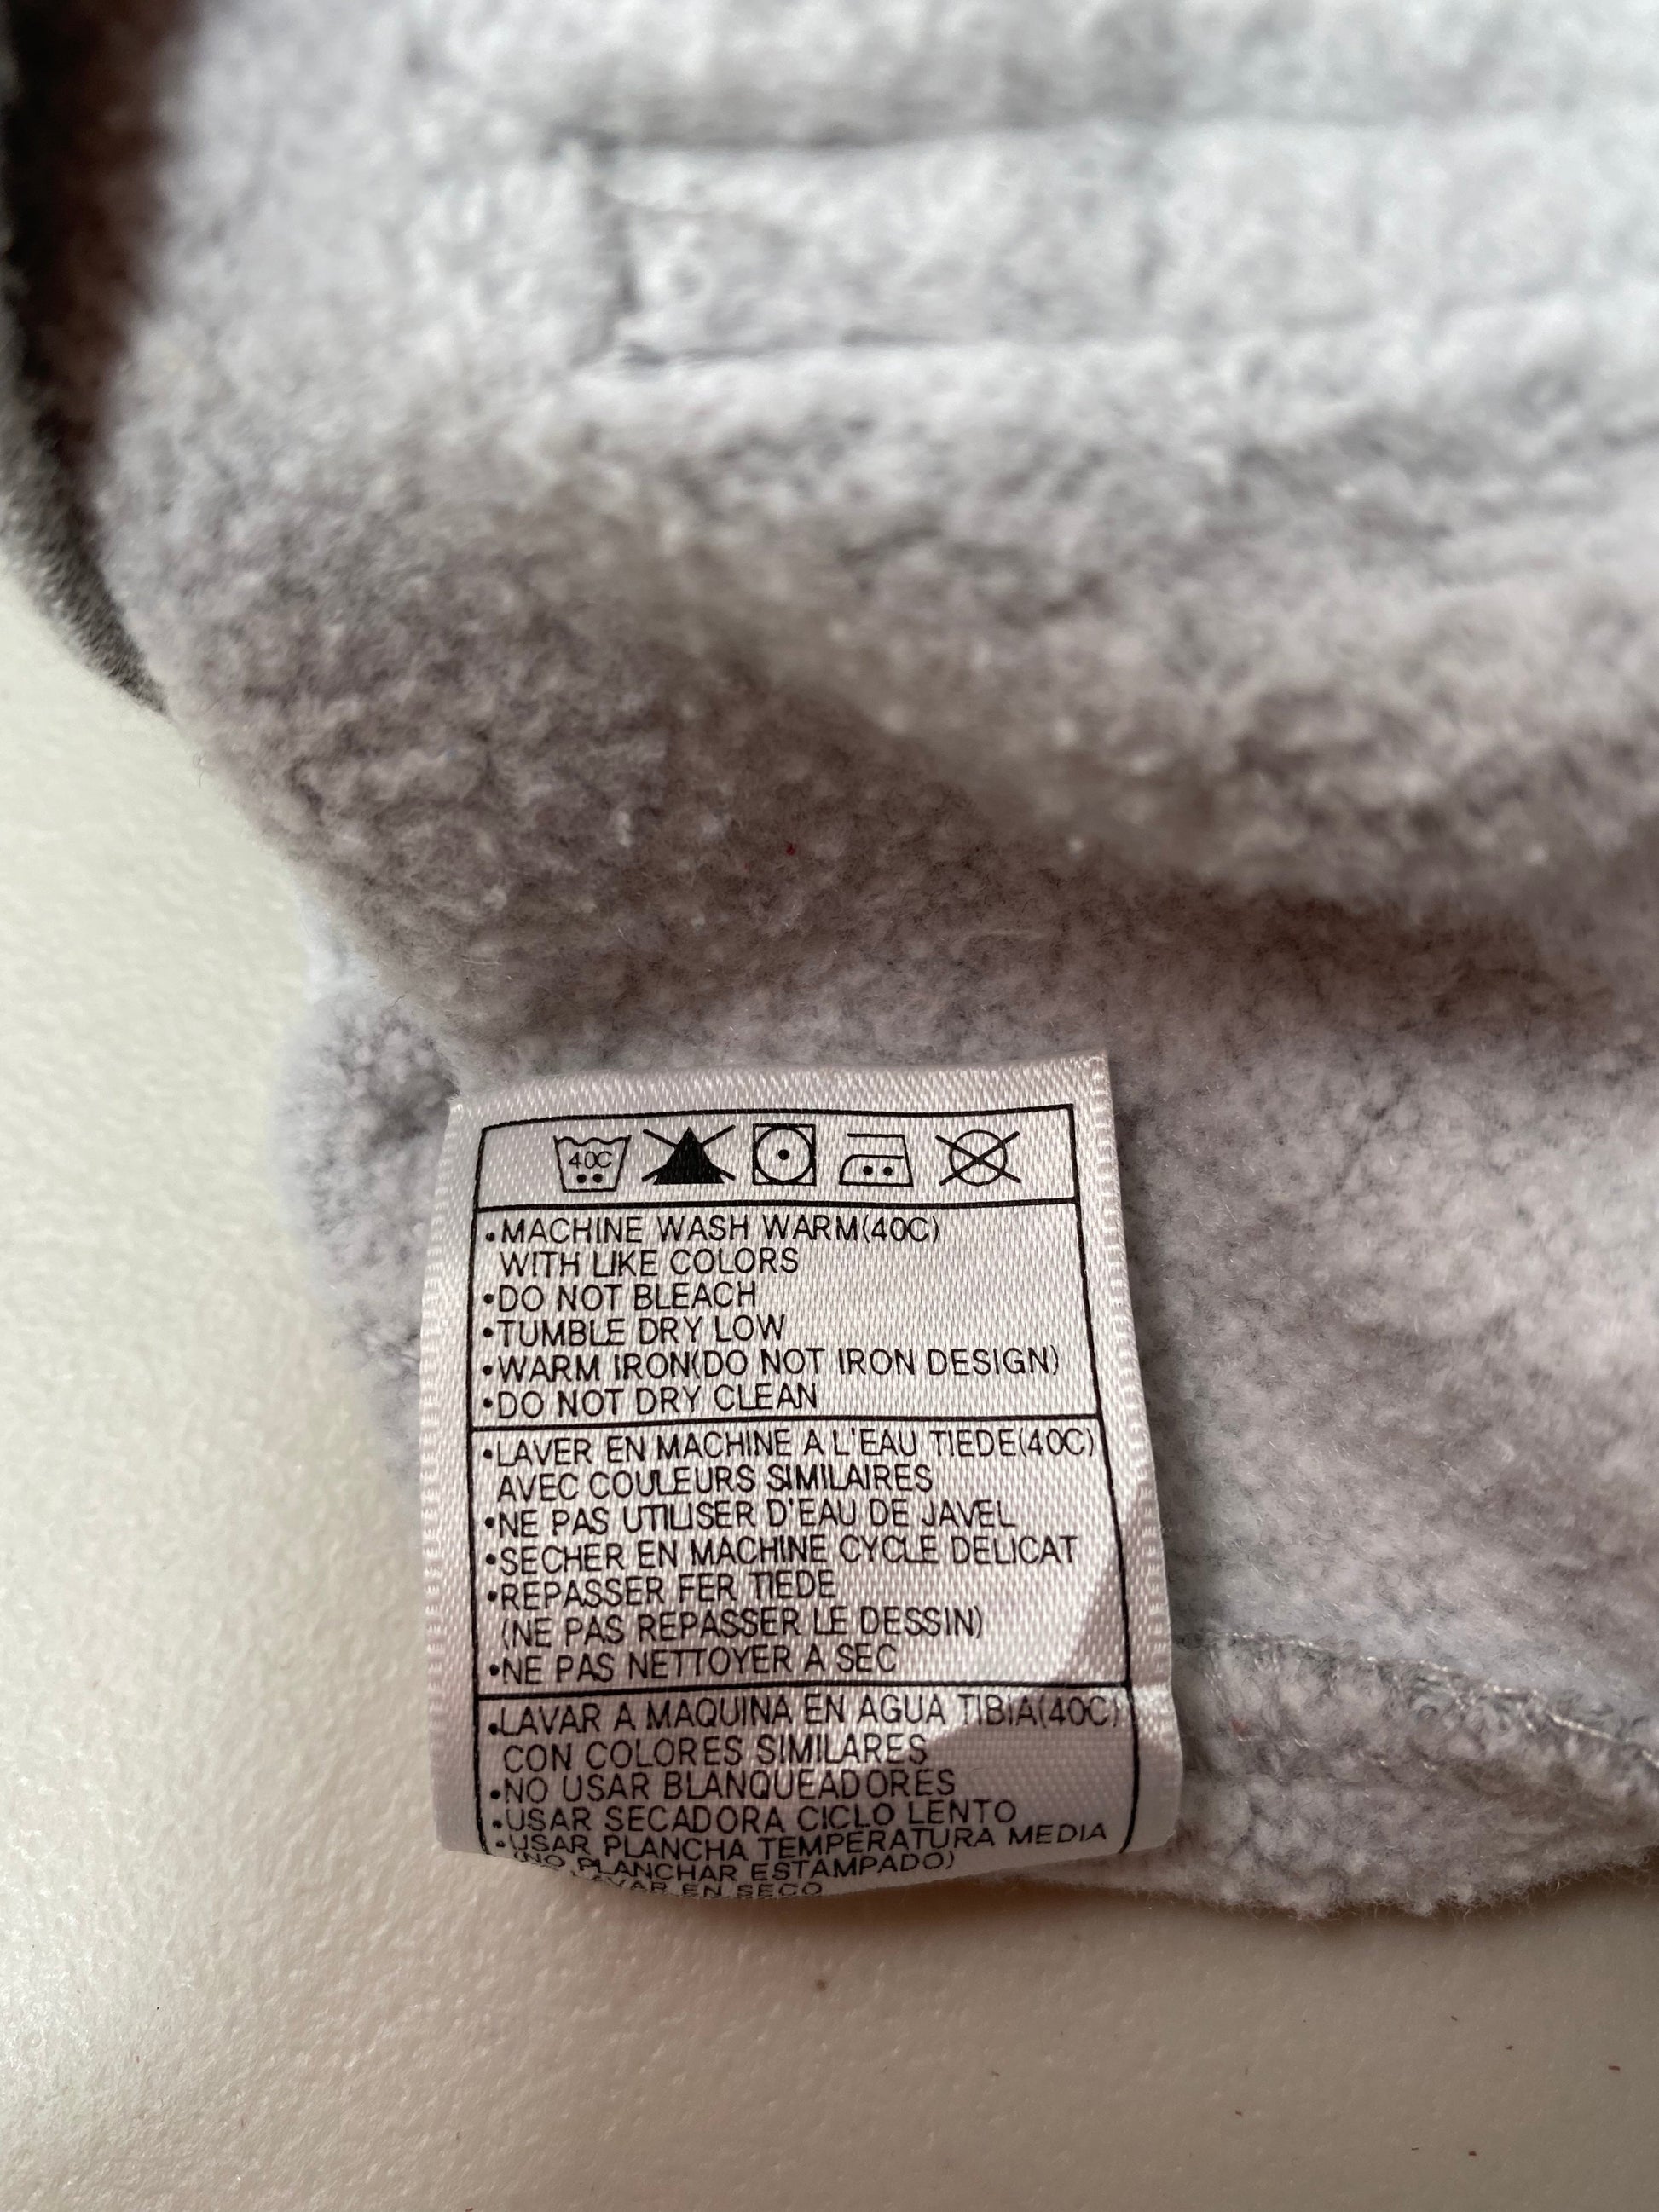 40C
•MACHINE WASH WARM(40C)
WITH LIKE COLORS
•DO NOT BLEACH
•TUMBLE DRY LOW
•WARM IRON(DO NOT IRON DESIGN)
•DO NOT DRY CLEAN
•LAVER EN MACHINE A L'EAU TIEDE(40C)
AVEC COULEURS SIMILAIRES
•NE PAS UTILISER D'EAU DE JAVEL
•SECHER EN MACHINE CYCLE DELICAT
•REPASSER FER TIEDE
(NE PAS REPASSER LE DESSIN)
•NE PAS NETTOYER A SEC
•LAVAR A MAQUINA EN AGUA TIBIA(40C)
CON COLORES SIMILARES
•NO USAR BLANQUEADORES
•USAR SECADORA CICLO LENTO
•USAR PLANCHA TEMPERATURA MEDIA
(NO PLANCHAR ESTAMPADO)
LAVAR EN SECO